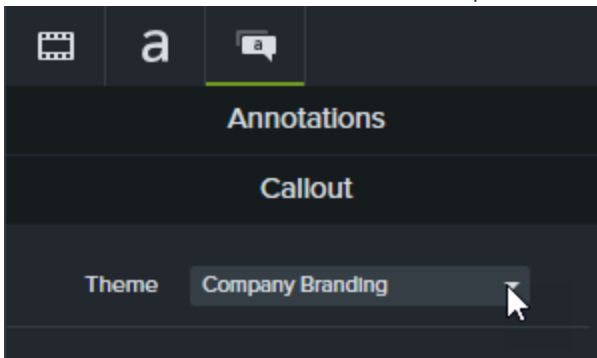 a
a
Annotations
Callout
Theme Company Branding